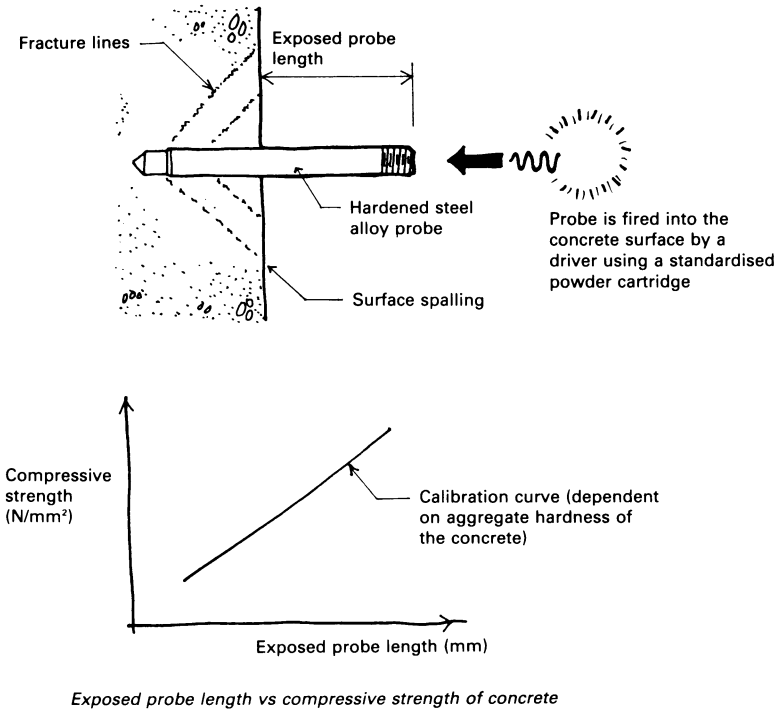 Fracture lines
Exposed probe
length
Hardened steel
alloy probe
Surface spalling
Probe is fired into the
concrete surface by a
driver using a standardised
powder cartridge
Compressive
strength
(N/mm²)
Calibration curve (dependent
on aggregate hardness of
the concrete)
Exposed probe length (mm)
Exposed probe length vs compressive strength of concrete